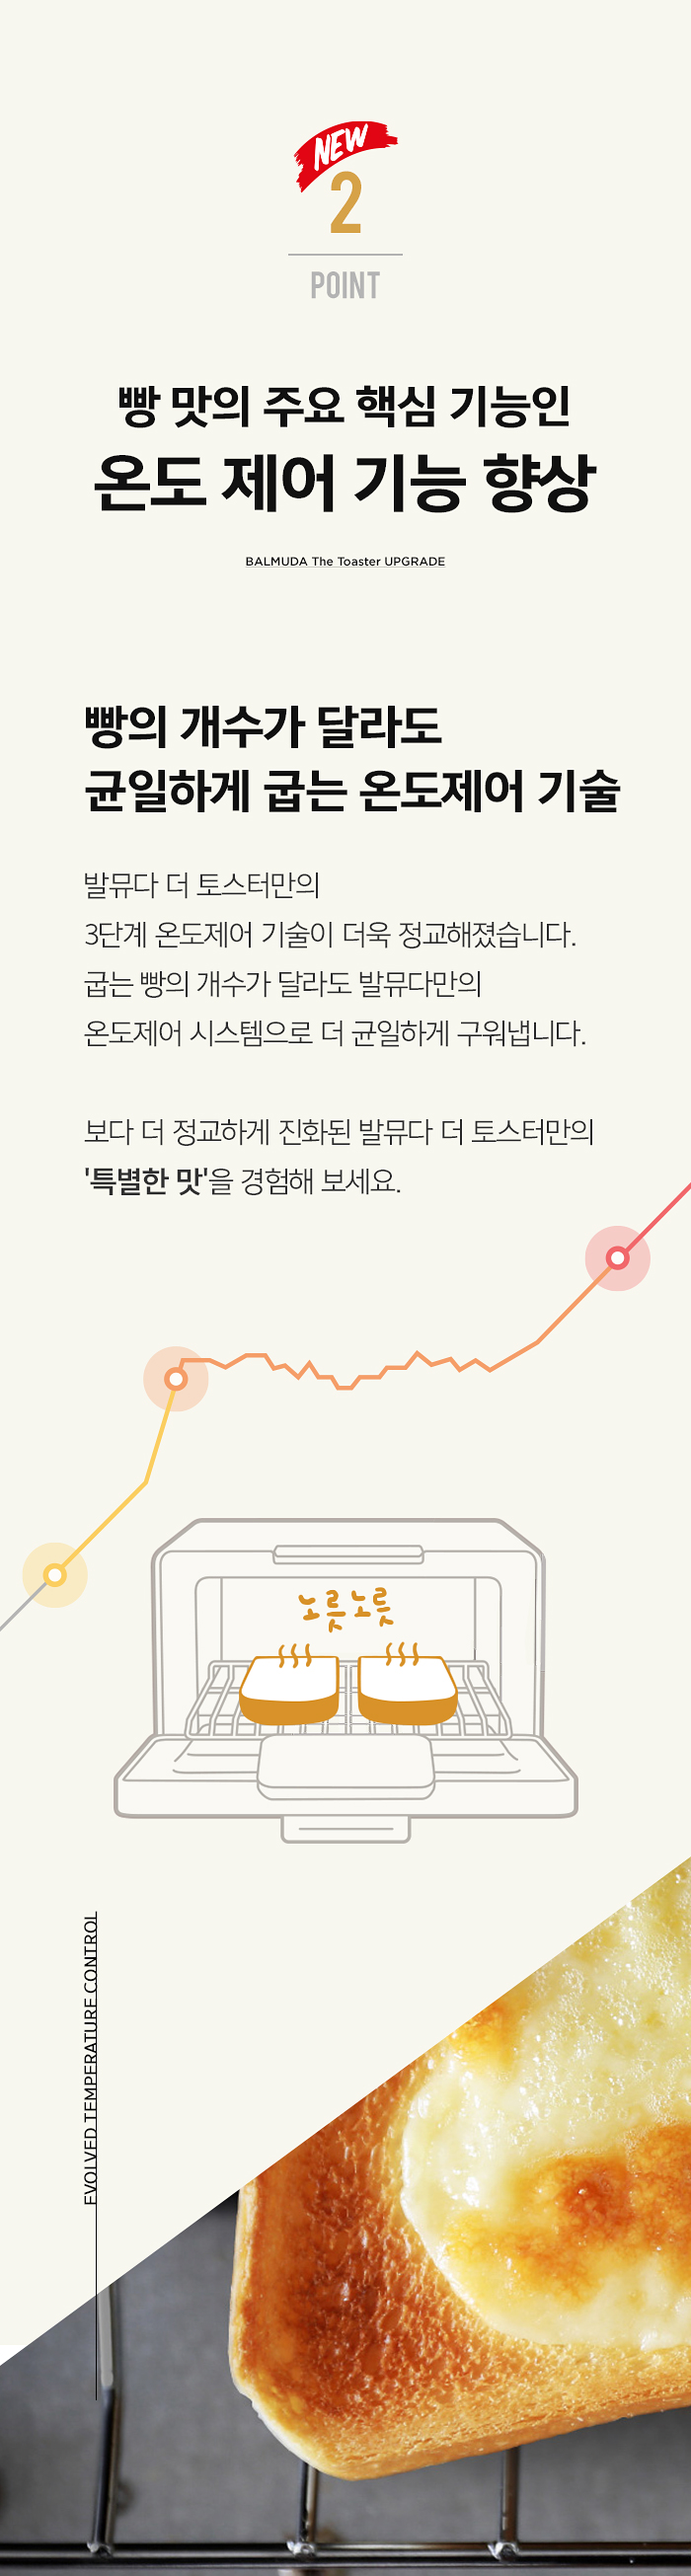 NEW
2
POINT
빵 맛의 주요 핵심 기능인
온도 제어 기능 향상
BALMUDA The Toaster UPGRADE
빵의 개수가 달라도
균일하게 굽는 온도제어 기술
발뮤다 더 토스터만의
3단계 온도제어 기술이 더욱 정교해졌습니다.
굽는 빵의 개수가 달라도 발뮤다만의
온도제어 시스템으로 더 균일하게 구워냅니다.
보다 더 정교하게 진화된 발뮤다 더 토스터만의
'특별한 맛'을 경험해 보세요.
노릇노릇
EVOLVED TEMPERATURE CONTROL